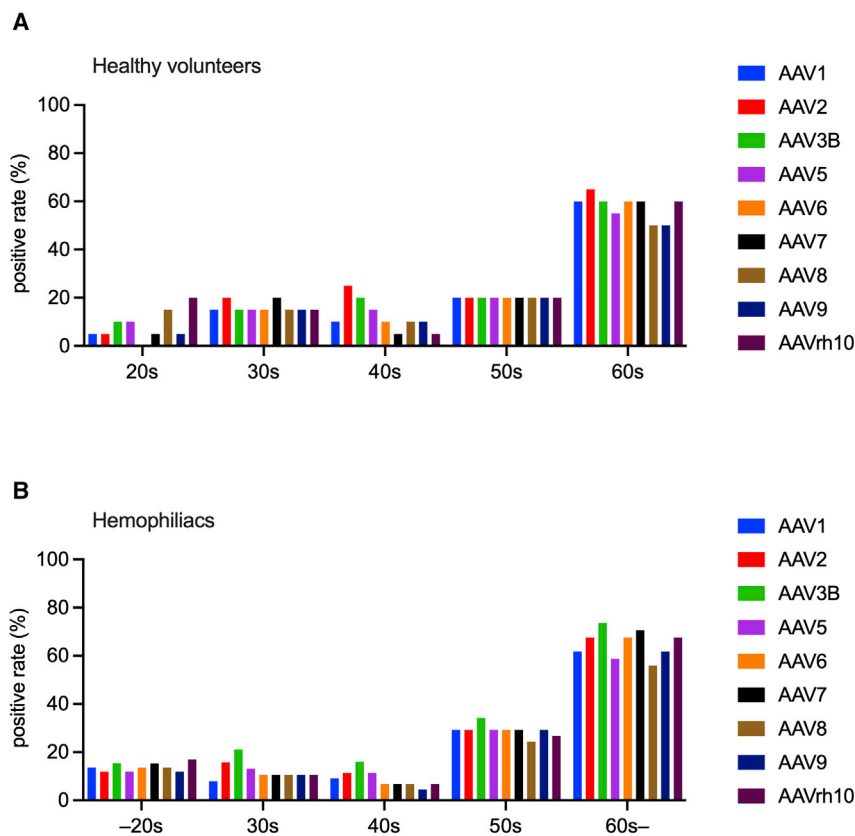 A
Healthy volunteers
positive rate (%)
100
80
60
40
20
0
20s
30s
40s
50s
60s
AAV1
AAV2
AAV3B
AAV5
AAV6
AAV7
AAV8
AAV9
AAVrh10
B
Hemophiliacs
positive rate (%)
100
80
60
40
20
0
–20s
30s
40s
50s
60s–
AAV1
AAV2
AAV3B
AAV5
AAV6
AAV7
AAV8
AAV9
AAVrh10